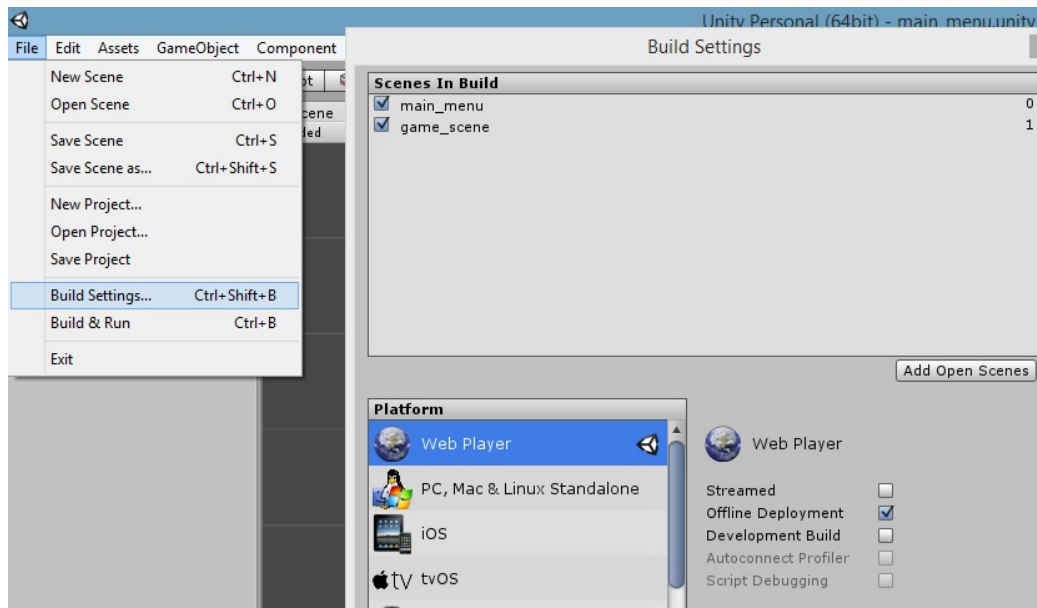 Unity Personal (64bit) - main_menu.unity
File Edit Assets GameObject Component
Build Settings
New Scene Ctrl+N
Open Scene Ctrl+O
Save Scene Ctrl+S
Save Scene as... Ctrl+Shift+S
New Project...
Open Project...
Save Project
Build Settings... Ctrl+Shift+B
Build & Run Ctrl+B
Exit
Scenes In Build
main_menu 0
game_scene 1
Add Open Scenes
Platform
Web Player
PC, Mac & Linux Standalone
iOS
tv tvOS
Web Player
Streamed
Offline Deployment
Development Build
Autoconnect Profiler
Script Debugging